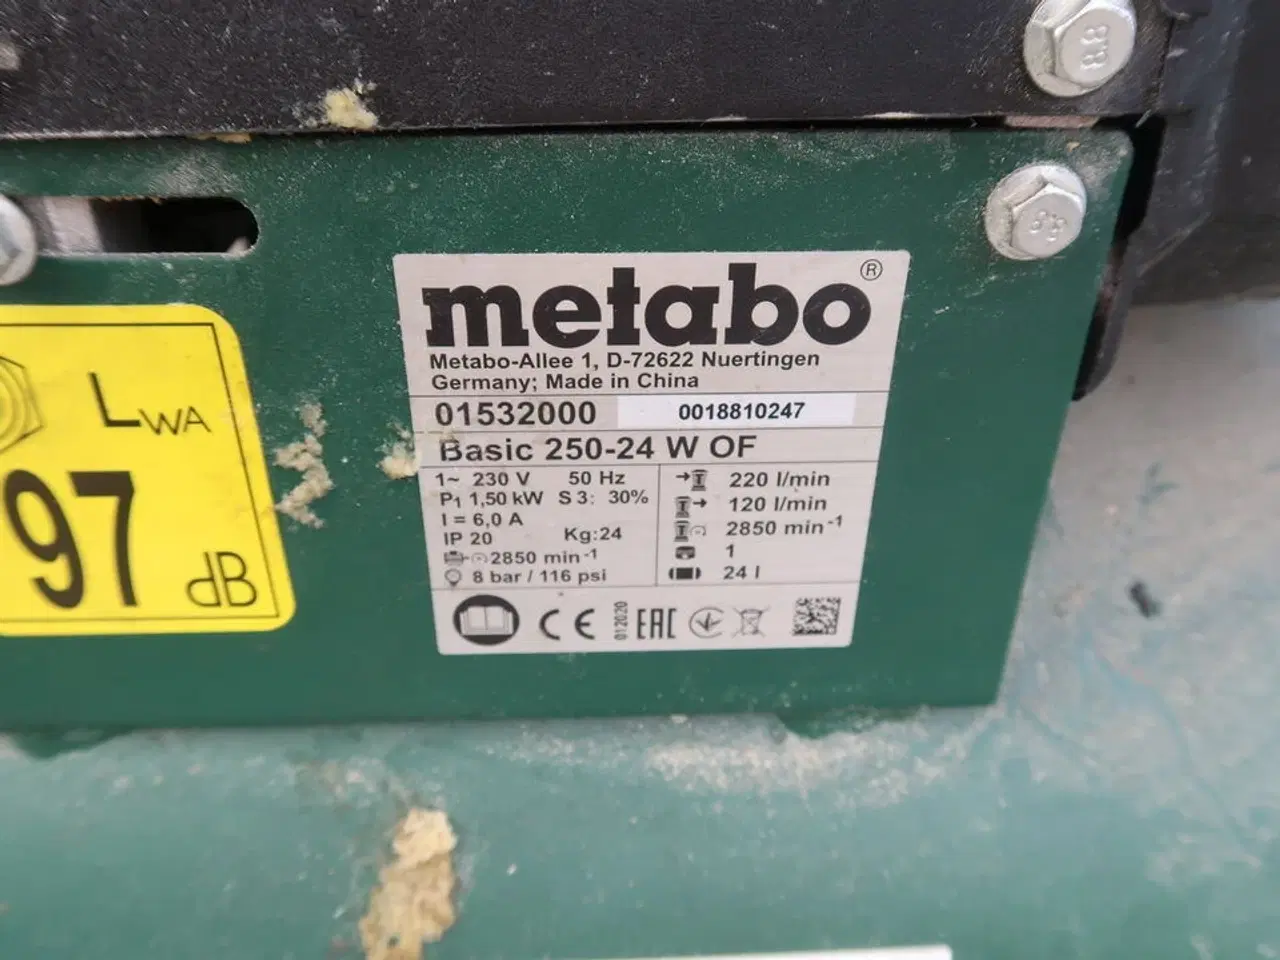 8.8
8.8
LWA
97
dB
metabo®
Metabo-Allee 1, D-72622 Nuertingen
Germany; Made in China
01532000 0018810247
Basic 250-24 W OF
1~ 230 V 50 Hz
P1 1,50 kW S 3: 30%
I = 6,0 A
IP 20 Kg:24
2850 min-1
8 bar / 116 psi
220 l/min
120 l/min
2850 min-1
1
24 l
CE 012020 EAC